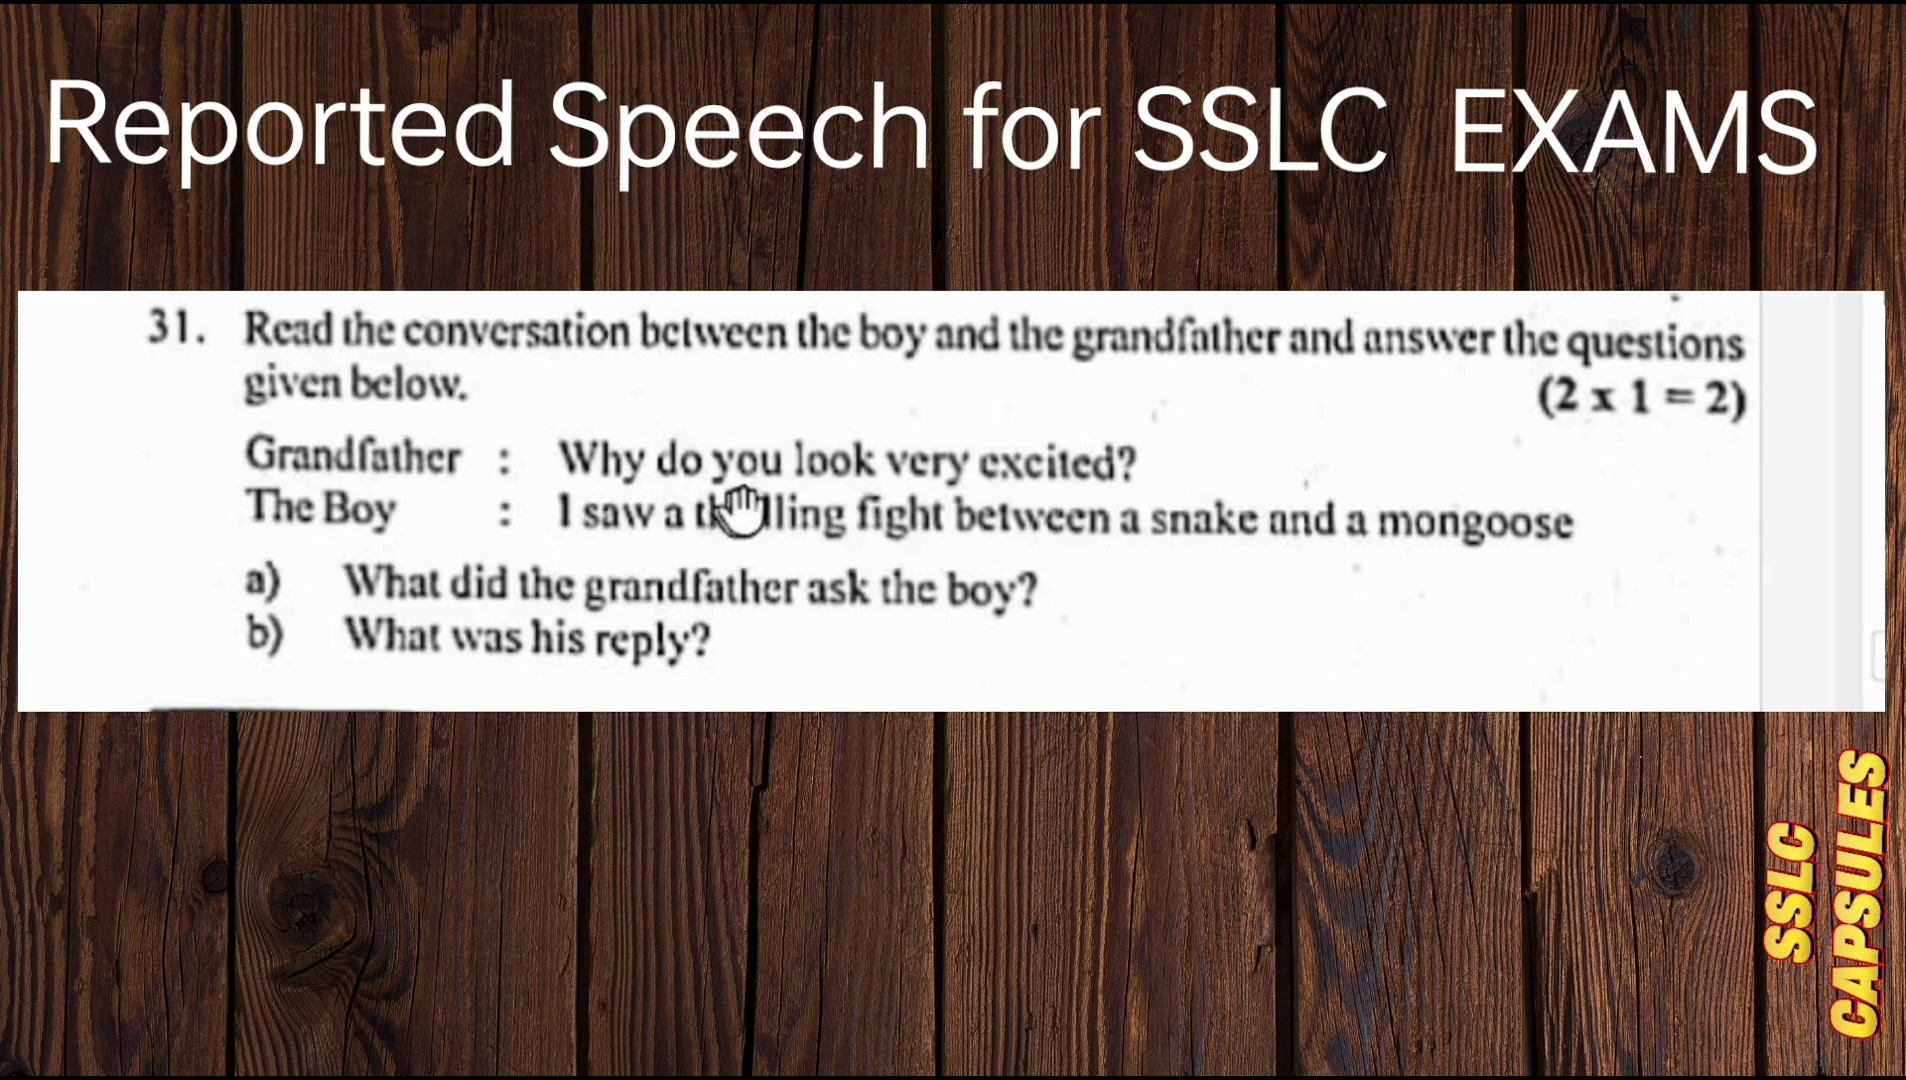 Reported Speech for SSLC EXAMS
31. Read the conversation between the boy and the grandfather and answer the questions
given below. (2 x 1 = 2)
Grandfather : Why do you look very excited?
The Boy : I saw a fight between a snake and a mongoose
a) What did the grandfather ask the boy?
b) What was his reply?
SSLC
CAPSULES